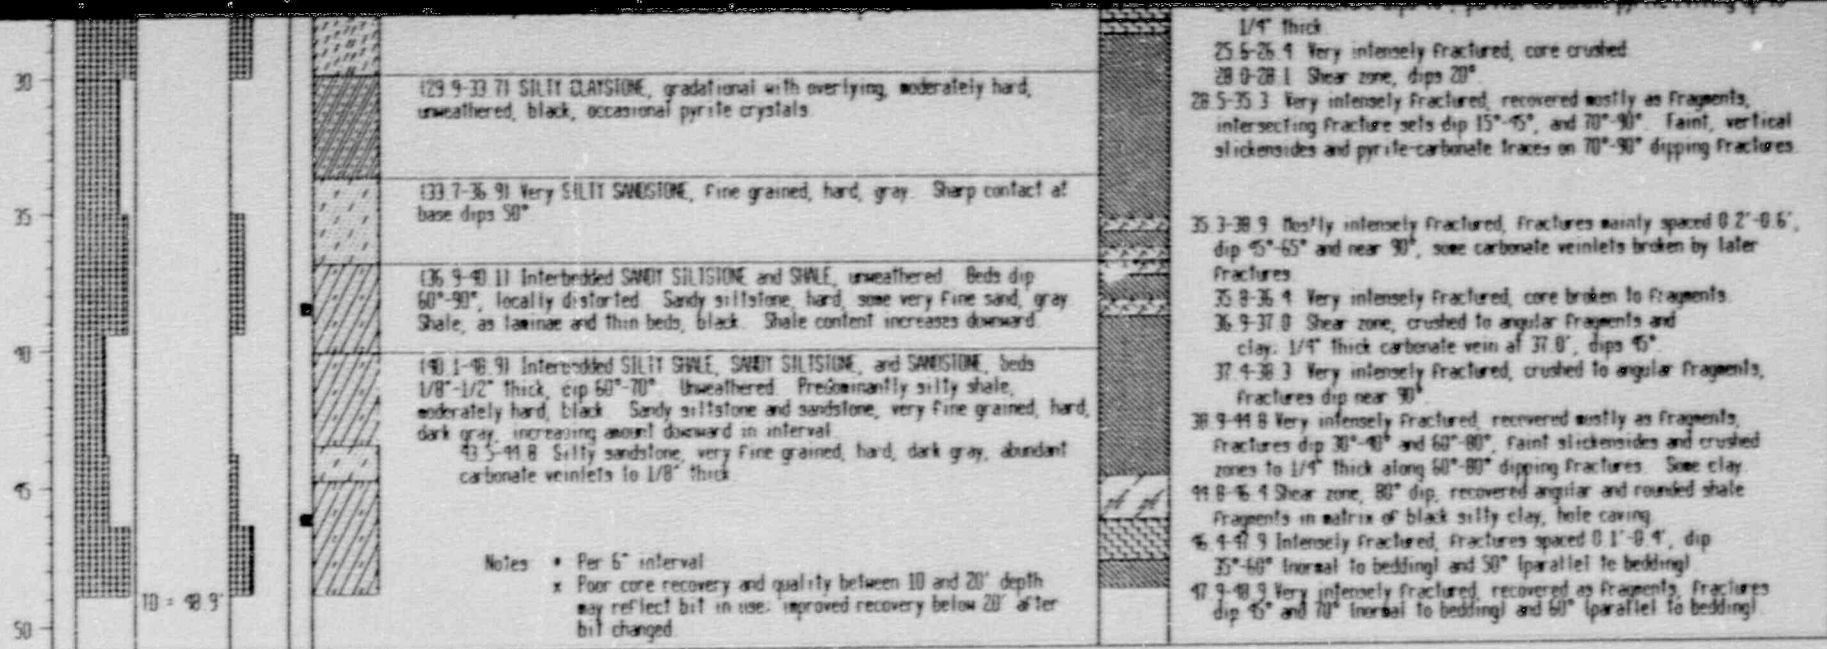 1/4" thick.
25.6-26.4 Very intensely fractured, core crushed.
28.0-28.1 Shear zone, dips 20°
28.5-35.3 Very intensely fractured, recovered mostly as fragments,
intersecting fracture sets dip 15°-45°, and 70°-90°. Faint, vertical
slickensides and pyrite-carbonate traces on 70°-90° dipping fractures.
35.3-38.9 Mostly intensely fractured, fractures mainly spaced 0.2'-0.6',
dip 45°-65° and near 90°, some carbonate veinlets broken by later
fractures.
35.8-36.4 Very intensely fractured, core broken to fragments.
36.9-37.0 Shear zone, crushed to angular fragments and
clay; 1/4" thick carbonate vein at 37.0', dips 45°
37.4-38.3 Very intensely fractured, crushed to angular fragments,
fractures dip near 90°.
38.9-44.8 Very intensely fractured, recovered mostly as fragments,
fractures dip 30°-40° and 60°-80°, faint slickensides and crushed
zones to 1/4" thick along 60°-80° dipping fractures. Some clay.
44.8-46.4 Shear zone, 80° dip, recovered angular and rounded shale
fragments in matrix of black silty clay, hole caving.
46.4-47.9 Intensely fractured, fractures spaced 0.1'-0.4', dip
35°-60° (normal to bedding) and 50° (parallel to bedding).
47.9-48.9 Very intensely fractured, recovered as fragments, fractures
dip 45° and 70° (normal to bedding) and 60° (parallel to bedding).
(29.9-33.7) SILTY CLAYSTONE, gradational with overlying, moderately hard,
unweathered, black, occasional pyrite crystals.
(33.7-36.9) Very SILTY SANDSTONE, fine grained, hard, gray. Sharp contact at
base dips 50°.
(36.9-40.1) Interbedded SANDY SILTSTONE and SHALE, unweathered. Beds dip
60°-90°, locally distorted. Sandy siltstone, hard, some very fine sand, gray.
Shale, as laminae and thin beds, black. Shale content increases downward.
(40.1-48.9) Interbedded SILTY SHALE, SANDY SILTSTONE, and SANDSTONE, beds
1/8"-1/2" thick, dip 60°-70°. Unweathered. Predominantly silty shale,
moderately hard, black. Sandy siltstone and sandstone, very fine grained, hard,
dark gray, increasing amount downward in interval.
43.5-44.8 Silty sandstone, very fine grained, hard, dark gray, abundant
carbonate veinlets to 1/8" thick.
Notes: * Per 6" interval
x Poor core recovery and quality between 10 and 20' depth
may reflect bit in use; improved recovery below 20' after
bit changed.
30
35
40
45
50
TD = 48.9'